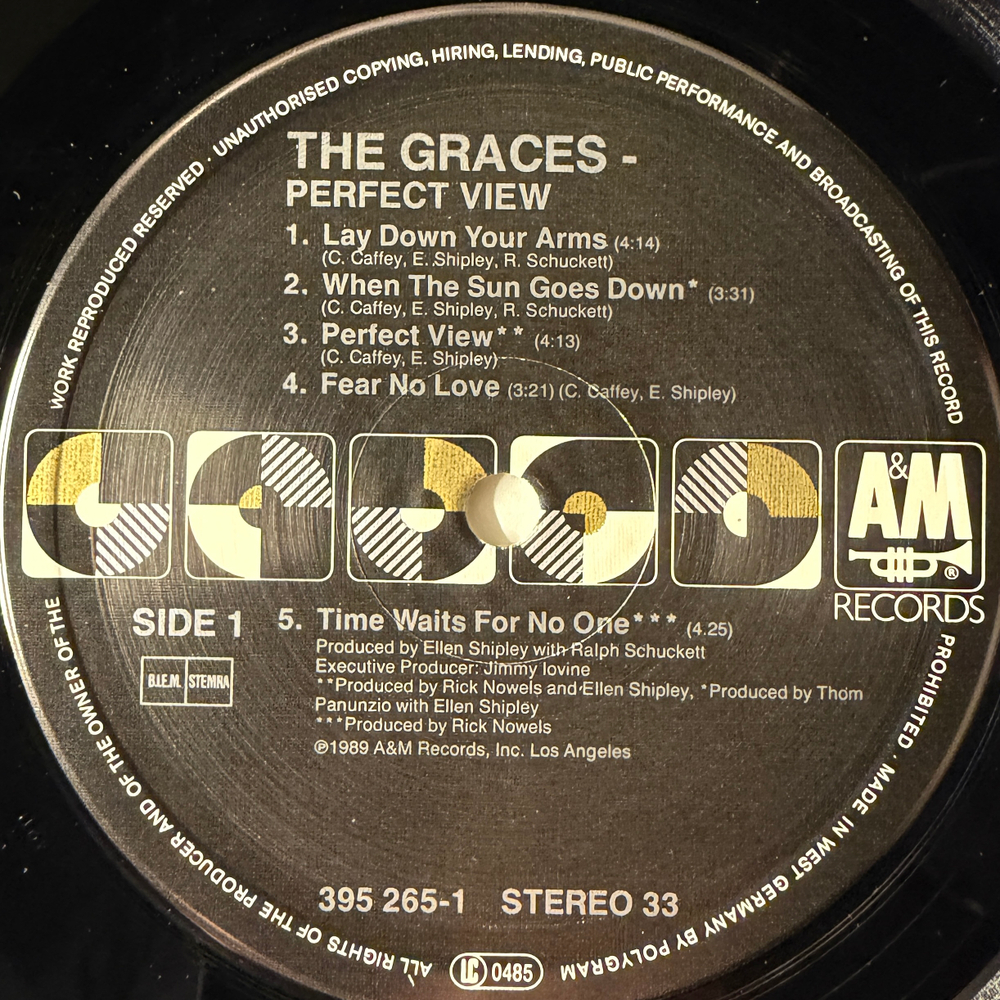 WORK REPRODUCED RESERVED · UNAUTHORISED COPYING, HIRING, LENDING, PUBLIC PERFORMANCE AND BROADCASTING OF THIS RECORD
THE GRACES -
PERFECT VIEW
1. Lay Down Your Arms (4:14)
(C. Caffey, E. Shipley, R. Schuckett)
2. When The Sun Goes Down* (3:31)
(C. Caffey, E. Shipley, R. Schuckett)
3. Perfect View** (4:13)
(C. Caffey, E. Shipley)
4. Fear No Love (3:21) (C. Caffey, E. Shipley)
A&M
®
RECORDS
SIDE 1
B.I.E.M. STEMRA
5. Time Waits For No One*** (4.25)
Produced by Ellen Shipley with Ralph Schuckett
Executive Producer: Jimmy Iovine
**Produced by Rick Nowels and Ellen Shipley, *Produced by Thom
Panunzio with Ellen Shipley
***Produced by Rick Nowels
℗1989 A&M Records, Inc. Los Angeles
395 265-1 STEREO 33
PROHIBITED · MADE IN WEST GERMANY BY POLYGRAM
LC 0485
ALL RIGHTS OF THE PRODUCER AND OF THE OWNER OF THE